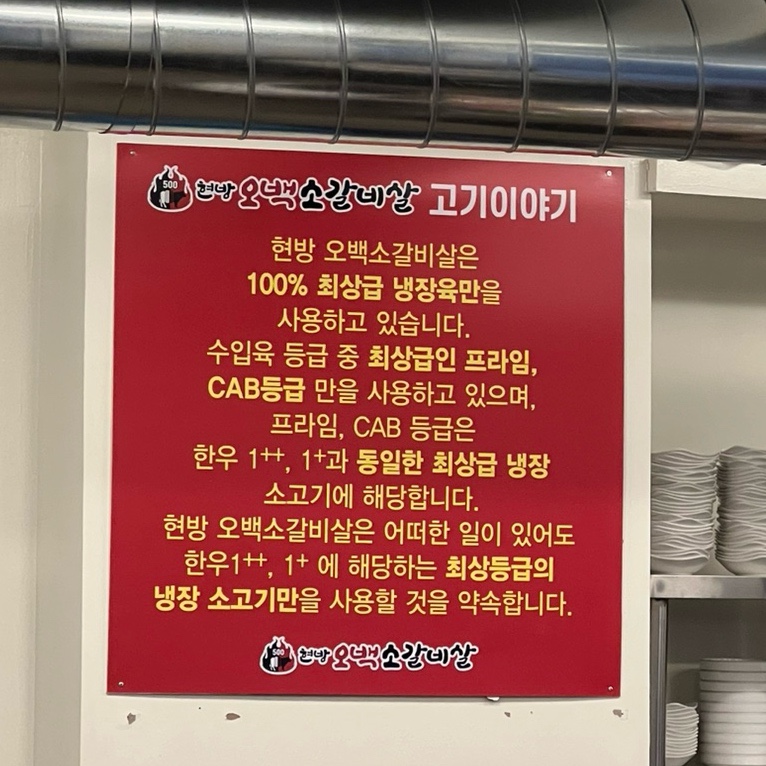 500 현방 오백소갈비살 고기이야기
현방 오백소갈비살은
100% 최상급 냉장육만을
사용하고 있습니다.
수입육 등급 중 최상급인 프라임,
CAB등급 만을 사용하고 있으며,
프라임, CAB 등급은
한우 1++, 1+과 동일한 최상급 냉장
소고기에 해당합니다.
현방 오백소갈비살은 어떠한 일이 있어도
한우1++, 1+ 에 해당하는 최상등급의
냉장 소고기만을 사용할 것을 약속합니다.
500 현방 오백소갈비살